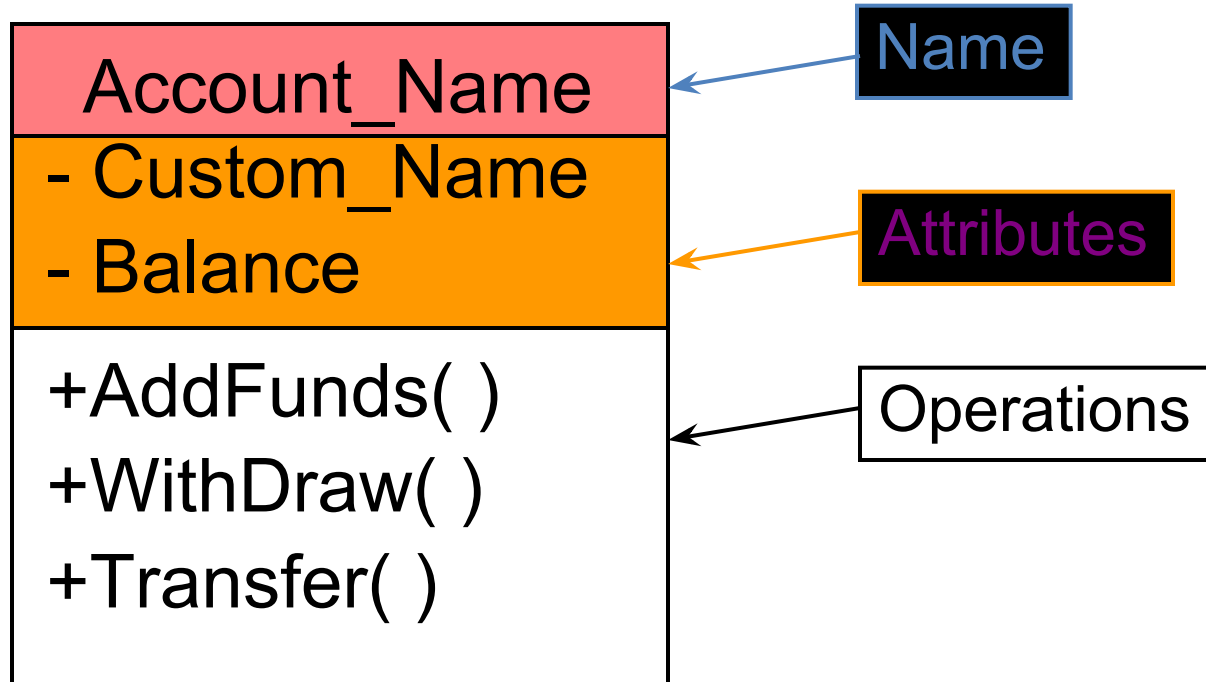 Account_Name
- Custom_Name
- Balance
+AddFunds( )
+WithDraw( )
+Transfer( )
Name
Attributes
Operations